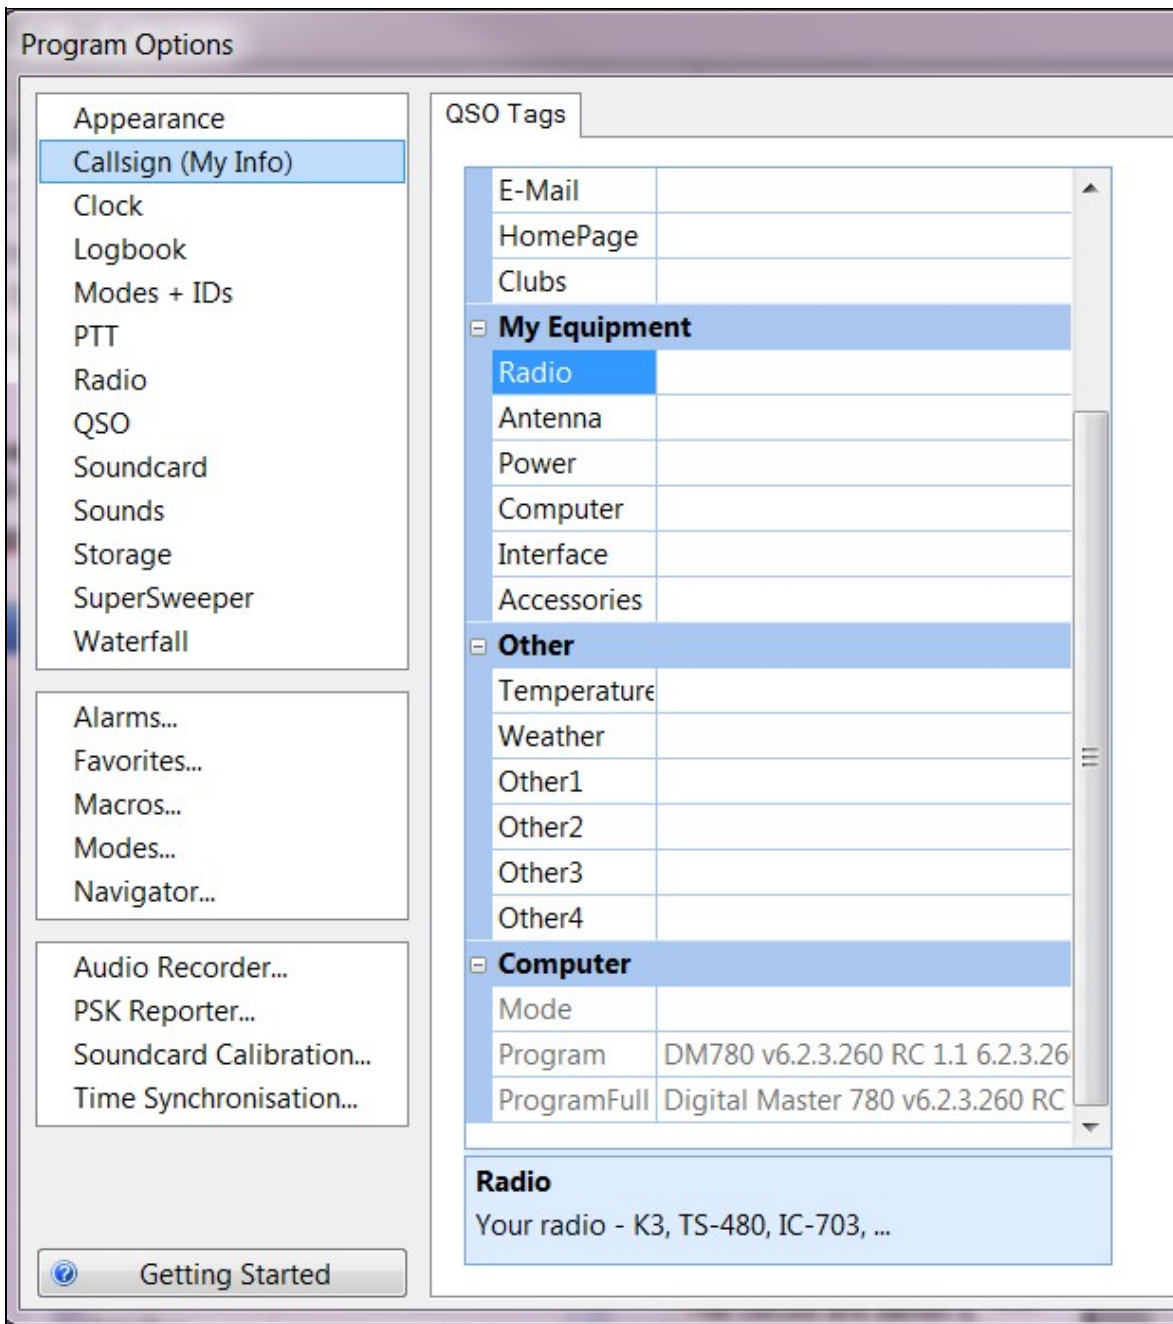 Program Options
Appearance
Callsign (My Info)
Clock
Logbook
Modes + IDs
PTT
Radio
QSO
Soundcard
Sounds
Storage
SuperSweeper
Waterfall
Alarms...
Favorites...
Macros...
Modes...
Navigator...
Audio Recorder...
PSK Reporter...
Soundcard Calibration...
Time Synchronisation...
Getting Started
QSO Tags
E-Mail
HomePage
Clubs
My Equipment
Radio
Antenna
Power
Computer
Interface
Accessories
Other
Temperature
Weather
Other1
Other2
Other3
Other4
Computer
Mode
Program DM780 v6.2.3.260 RC 1.1 6.2.3.26
ProgramFull Digital Master 780 v6.2.3.260 RC
Radio
Your radio - K3, TS-480, IC-703, ...